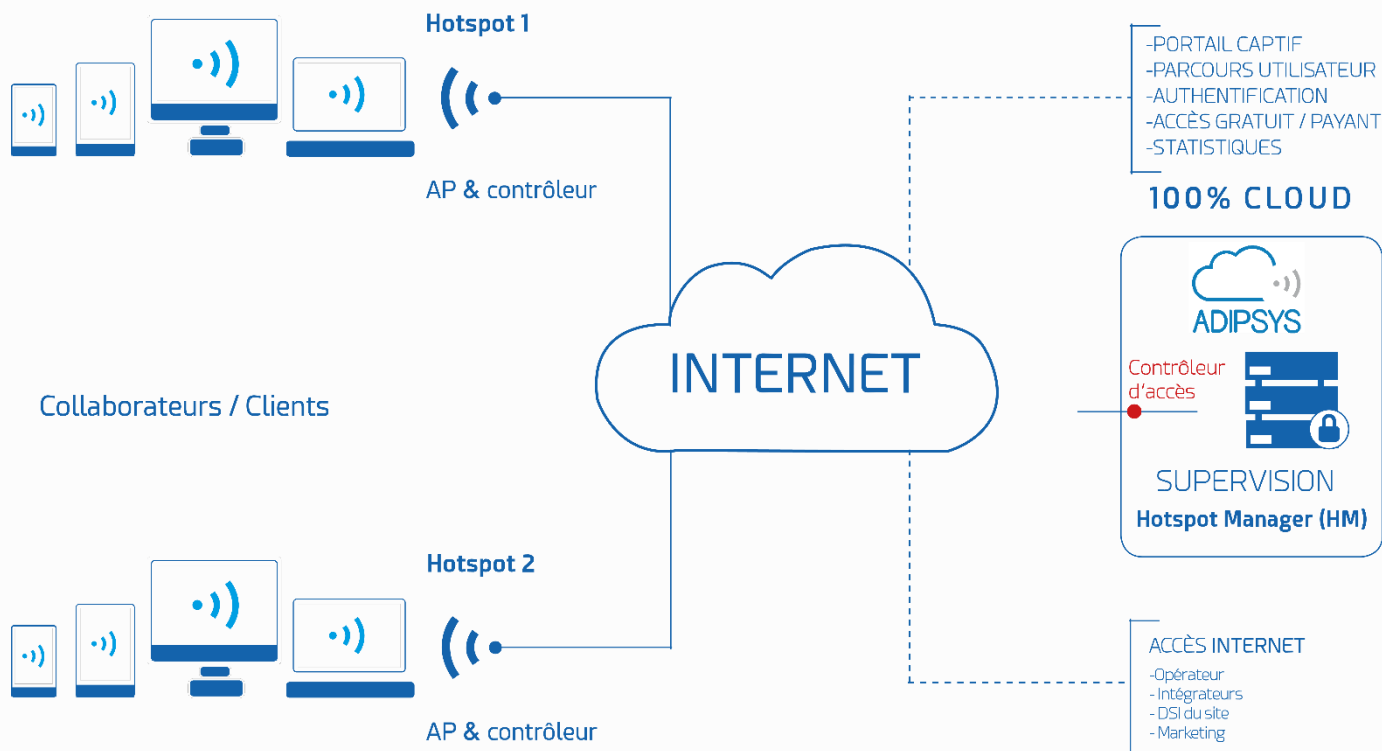 Hotspot 1
AP & contrôleur
Collaborateurs / Clients
Hotspot 2
AP & contrôleur
INTERNET
-PORTAIL CAPTIF
-PARCOURS UTILISATEUR
-AUTHENTIFICATION
-ACCÈS GRATUIT / PAYANT
-STATISTIQUES
100% CLOUD
ADIPSYS
Contrôleur
d'accès
SUPERVISION
Hotspot Manager (HM)
ACCÈS INTERNET
-Opérateur
- Intégrateurs
- DSI du site
- Marketing